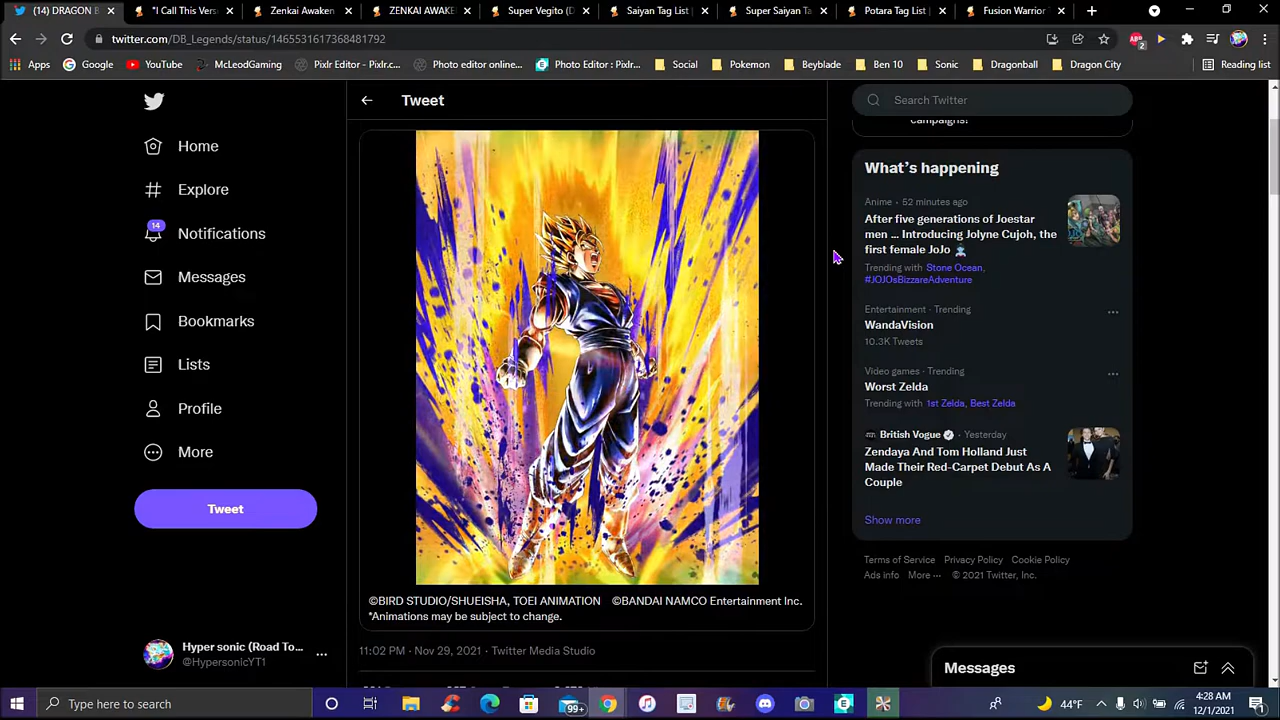 (14) DRAGON B
"I Call This Vers
Zenkai Awaken
ZENKAI AWAKE
Super Vegito (D
Saiyan Tag List
Super Saiyan Ta
Potara Tag List
Fusion Warrior
twitter.com/DB_Legends/status/1465531617368481792
Apps
Google
YouTube
McLeodGaming
Pixlr Editor - Pixlr.c...
Photo editor online...
Photo Editor : Pixlr...
Social
Pokemon
Beyblade
Ben 10
Sonic
Dragonball
Dragon City
Reading list
Home
Explore
14
Notifications
Messages
Bookmarks
Lists
Profile
More
Tweet
Hyper sonic (Road To...
@HypersonicYT1
Tweet
©BIRD STUDIO/SHUEISHA, TOEI ANIMATION ©BANDAI NAMCO Entertainment Inc.
*Animations may be subject to change.
11:02 PM · Nov 29, 2021 · Twitter Media Studio
Search Twitter
campaigns!
What's happening
Anime · 52 minutes ago
After five generations of Joestar
men ... Introducing Jolyne Cujoh, the
first female JoJo
Trending with Stone Ocean,
#JOJOsBizzareAdventure
Entertainment · Trending
WandaVision
10.3K Tweets
Video games · Trending
Worst Zelda
Trending with 1st Zelda, Best Zelda
British Vogue · Yesterday
Zendaya And Tom Holland Just
Made Their Red-Carpet Debut As A
Couple
Show more
Terms of Service Privacy Policy Cookie Policy
Ads info More ··· © 2021 Twitter, Inc.
Messages
Type here to search
99+
44°F
4:28 AM
12/1/2021